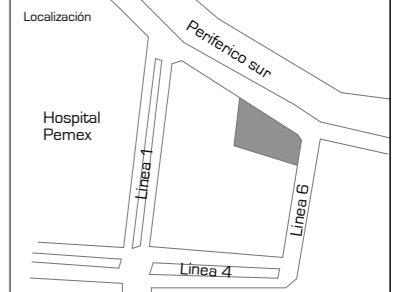 Localización
Periferico sur
Hospital
Pemex
Linea 1
Linea 6
Linea 4